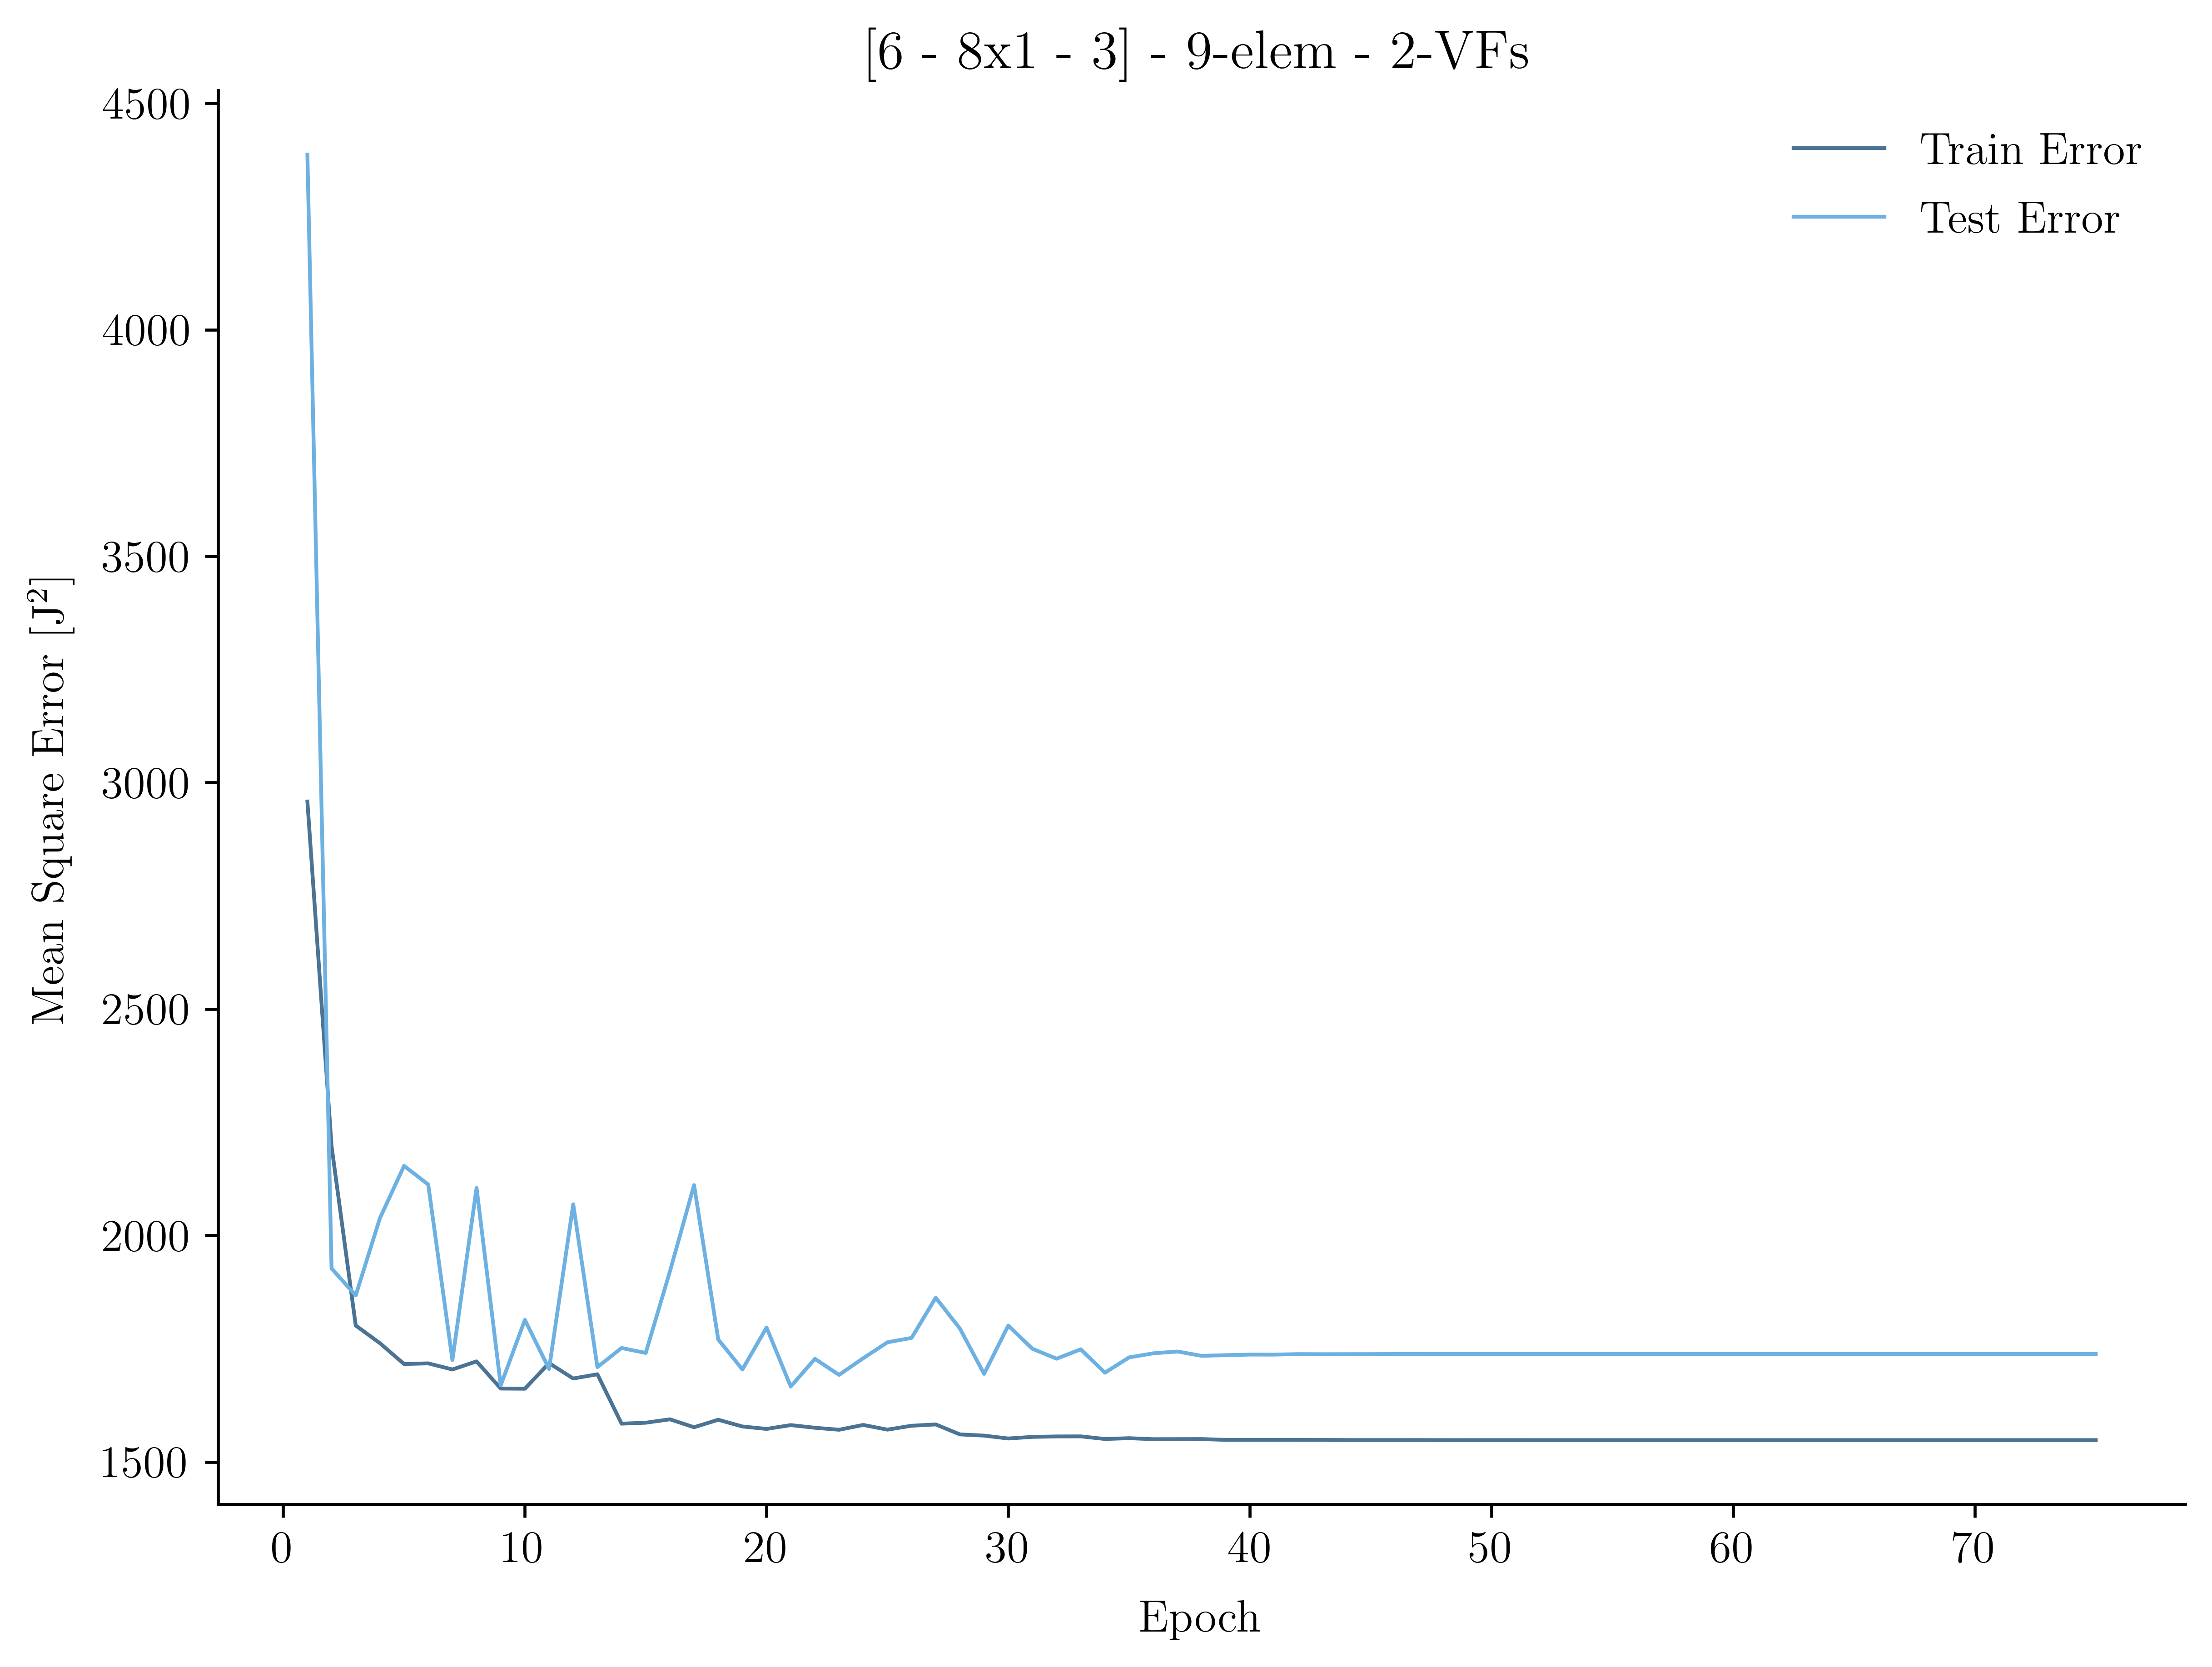 [6 - 8x1 - 3] - 9-elem - 2-VFs
4500
4000
3500
3000
2500
2000
1500
Mean Square Error [J²]
Train Error
Test Error
0 10 20 30 40 50 60 70
Epoch